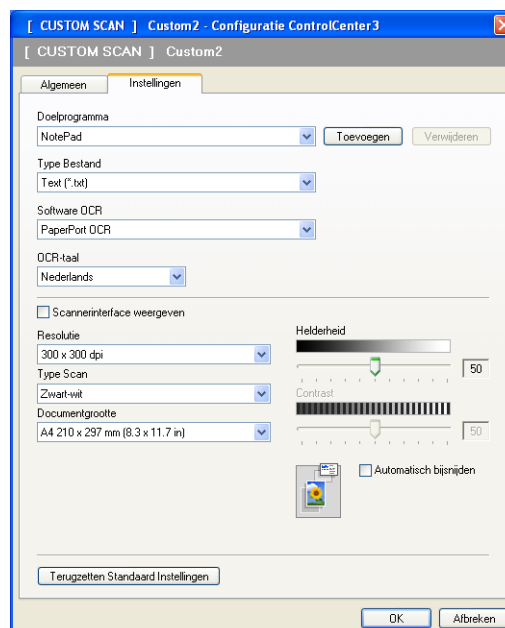 [ CUSTOM SCAN ] Custom2 - Configuratie ControlCenter3
[ CUSTOM SCAN ] Custom2
Algemeen Instellingen
Doelprogramma
NotePad Toevoegen Verwijderen
Type Bestand
Text (*.txt)
Software OCR
PaperPort OCR
OCR-taal
Nederlands
Scannerinterface weergeven
Resolutie Helderheid
300 x 300 dpi 50
Type Scan Contrast
Zwart-wit
Documentgrootte
A4 210 x 297 mm (8.3 x 11.7 in) 50
Automatisch bijsnijden
Terugzetten Standaard Instellingen
OK Afbreken